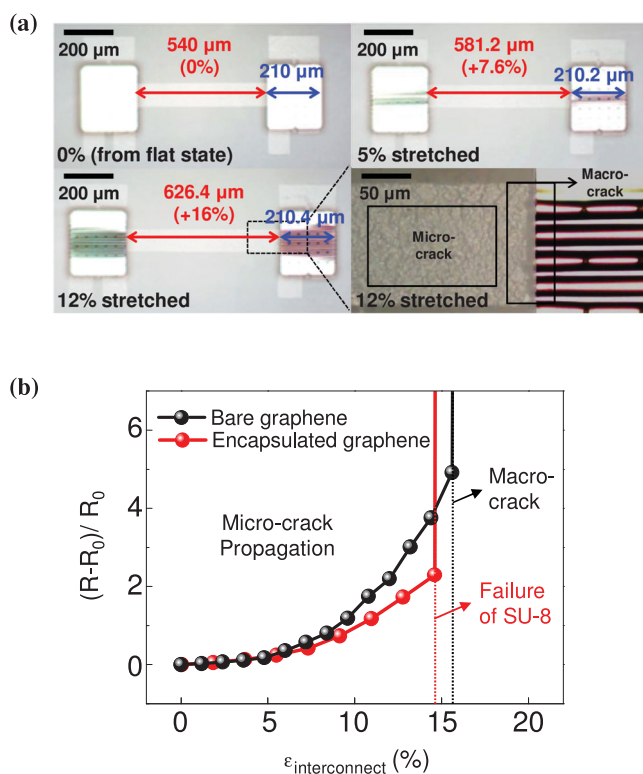 (a)
200 µm
540 µm
(0%)
210 µm
0% (from flat state)
200 µm
581.2 µm
(+7.6%)
210.2 µm
5% stretched
200 µm
626.4 µm
(+16%)
210.4 µm
12% stretched
50 µm
Macro-
crack
Micro-
crack
12% stretched
(b)
(R-R₀)/ R₀
6
4
2
0
Bare graphene
Encapsulated graphene
Micro-crack
Propagation
Macro-
crack
Failure
of SU-8
0 5 10 15 20
εinterconnect (%)